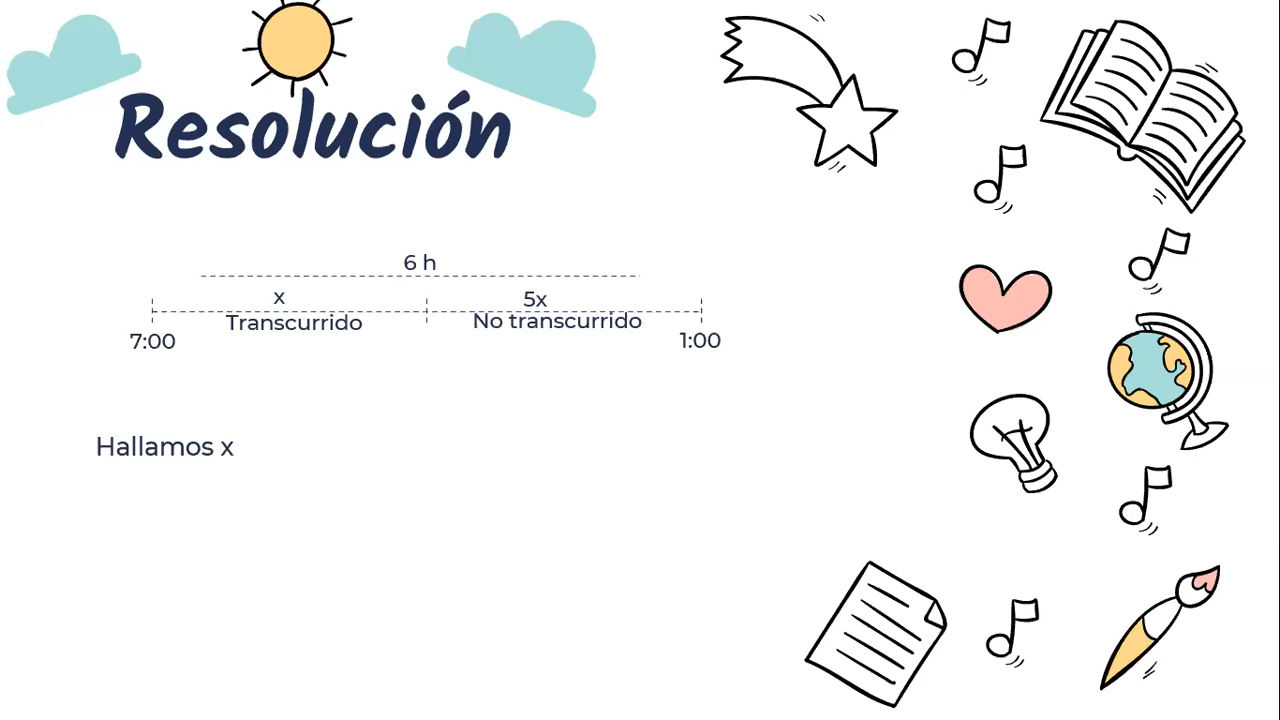 Resolución
6 h
x
5x
Transcurrido
No transcurrido
7:00
1:00
Hallamos x